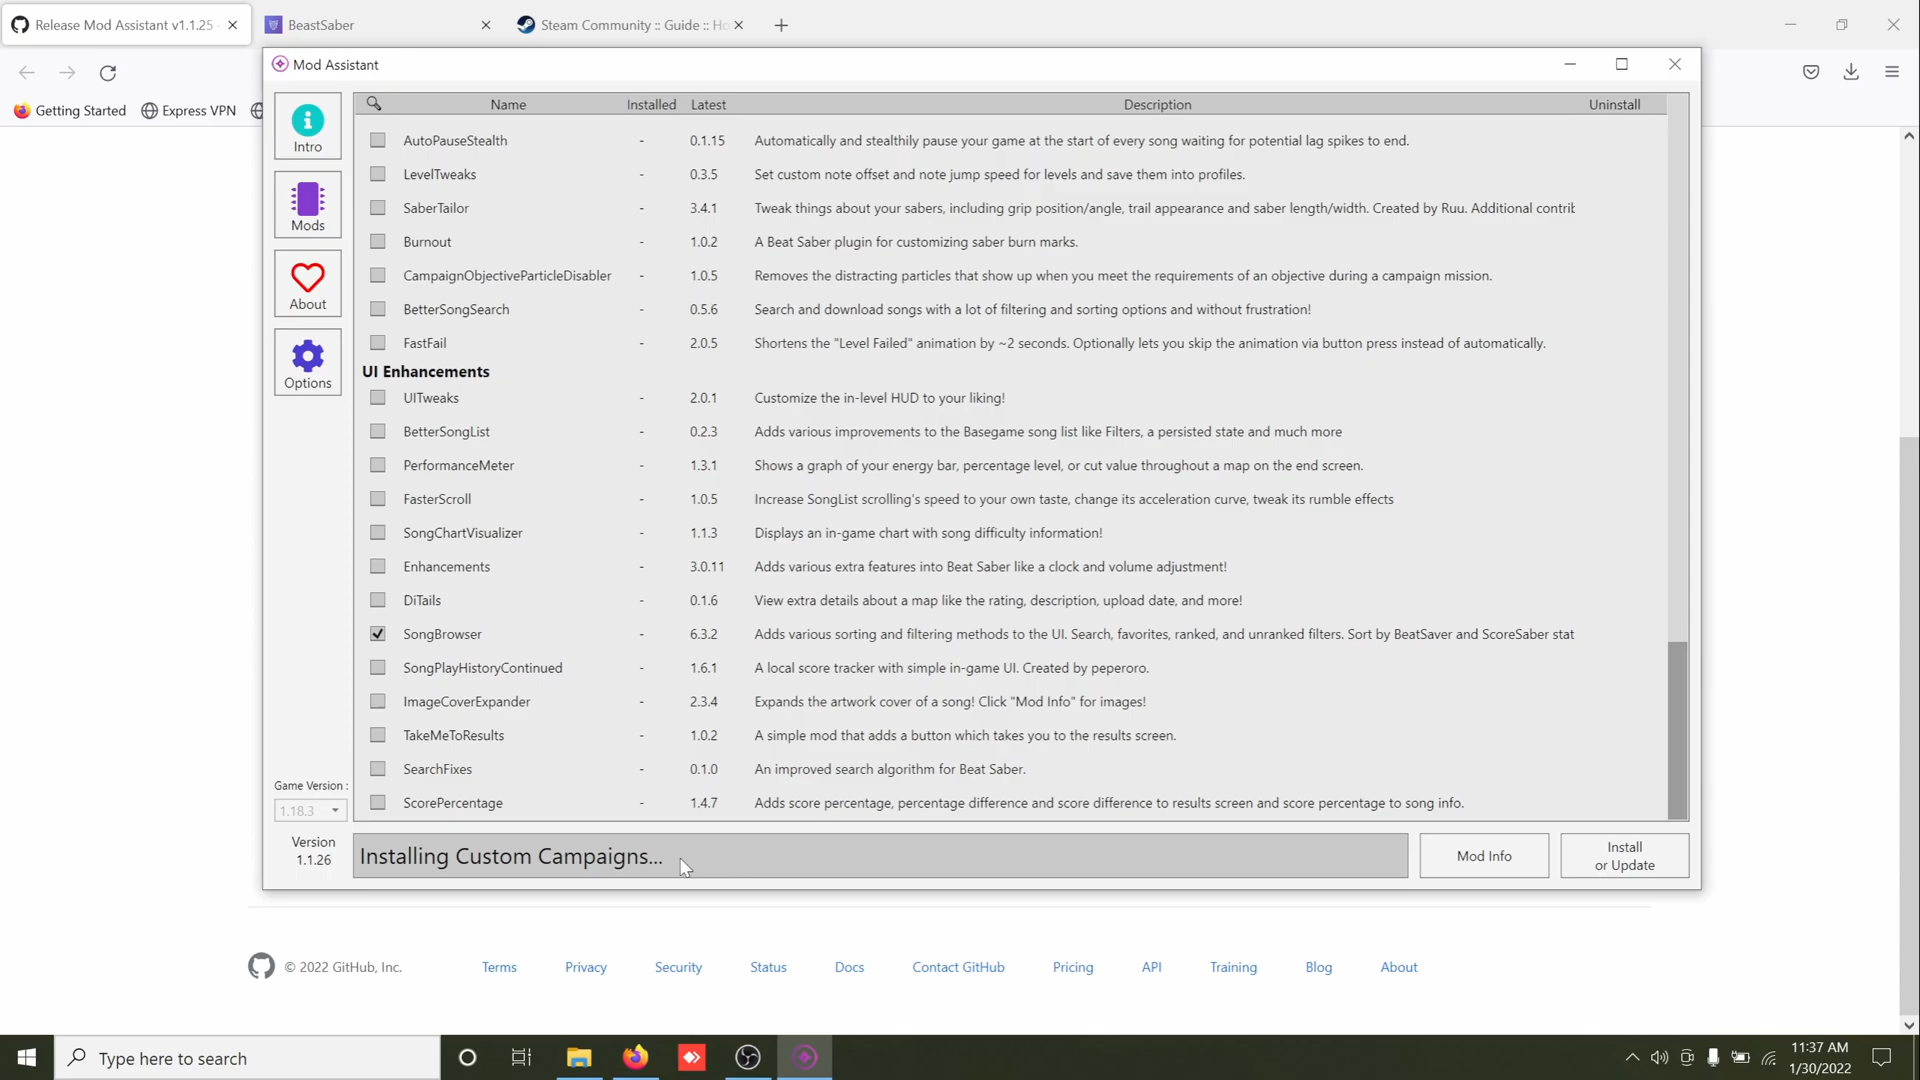 Release Mod Assistant v1.1.25 ·
BeastSaber
Steam Community :: Guide :: Ho
Getting Started
Express VPN
Mod Assistant
Intro
Mods
About
Options
Game Version :
1.18.3
Version
1.1.26
Name Installed Latest Description Uninstall
AutoPauseStealth - 0.1.15 Automatically and stealthily pause your game at the start of every song waiting for potential lag spikes to end.
LevelTweaks - 0.3.5 Set custom note offset and note jump speed for levels and save them into profiles.
SaberTailor - 3.4.1 Tweak things about your sabers, including grip position/angle, trail appearance and saber length/width. Created by Ruu. Additional contrib
Burnout - 1.0.2 A Beat Saber plugin for customizing saber burn marks.
CampaignObjectiveParticleDisabler - 1.0.5 Removes the distracting particles that show up when you meet the requirements of an objective during a campaign mission.
BetterSongSearch - 0.5.6 Search and download songs with a lot of filtering and sorting options and without frustration!
FastFail - 2.0.5 Shortens the "Level Failed" animation by ~2 seconds. Optionally lets you skip the animation via button press instead of automatically.
UI Enhancements
UITweaks - 2.0.1 Customize the in-level HUD to your liking!
BetterSongList - 0.2.3 Adds various improvements to the Basegame song list like Filters, a persisted state and much more
PerformanceMeter - 1.3.1 Shows a graph of your energy bar, percentage level, or cut value throughout a map on the end screen.
FasterScroll - 1.0.5 Increase SongList scrolling's speed to your own taste, change its acceleration curve, tweak its rumble effects
SongChartVisualizer - 1.1.3 Displays an in-game chart with song difficulty information!
Enhancements - 3.0.11 Adds various extra features into Beat Saber like a clock and volume adjustment!
DiTails - 0.1.6 View extra details about a map like the rating, description, upload date, and more!
SongBrowser - 6.3.2 Adds various sorting and filtering methods to the UI. Search, favorites, ranked, and unranked filters. Sort by BeatSaver and ScoreSaber stat
SongPlayHistoryContinued - 1.6.1 A local score tracker with simple in-game UI. Created by peperoro.
ImageCoverExpander - 2.3.4 Expands the artwork cover of a song! Click "Mod Info" for images!
TakeMeToResults - 1.0.2 A simple mod that adds a button which takes you to the results screen.
SearchFixes - 0.1.0 An improved search algorithm for Beat Saber.
ScorePercentage - 1.4.7 Adds score percentage, percentage difference and score difference to results screen and score percentage to song info.
Installing Custom Campaigns...
Mod Info
Install
or Update
© 2022 GitHub, Inc. Terms Privacy Security Status Docs Contact GitHub Pricing API Training Blog About
Type here to search
11:37 AM
1/30/2022